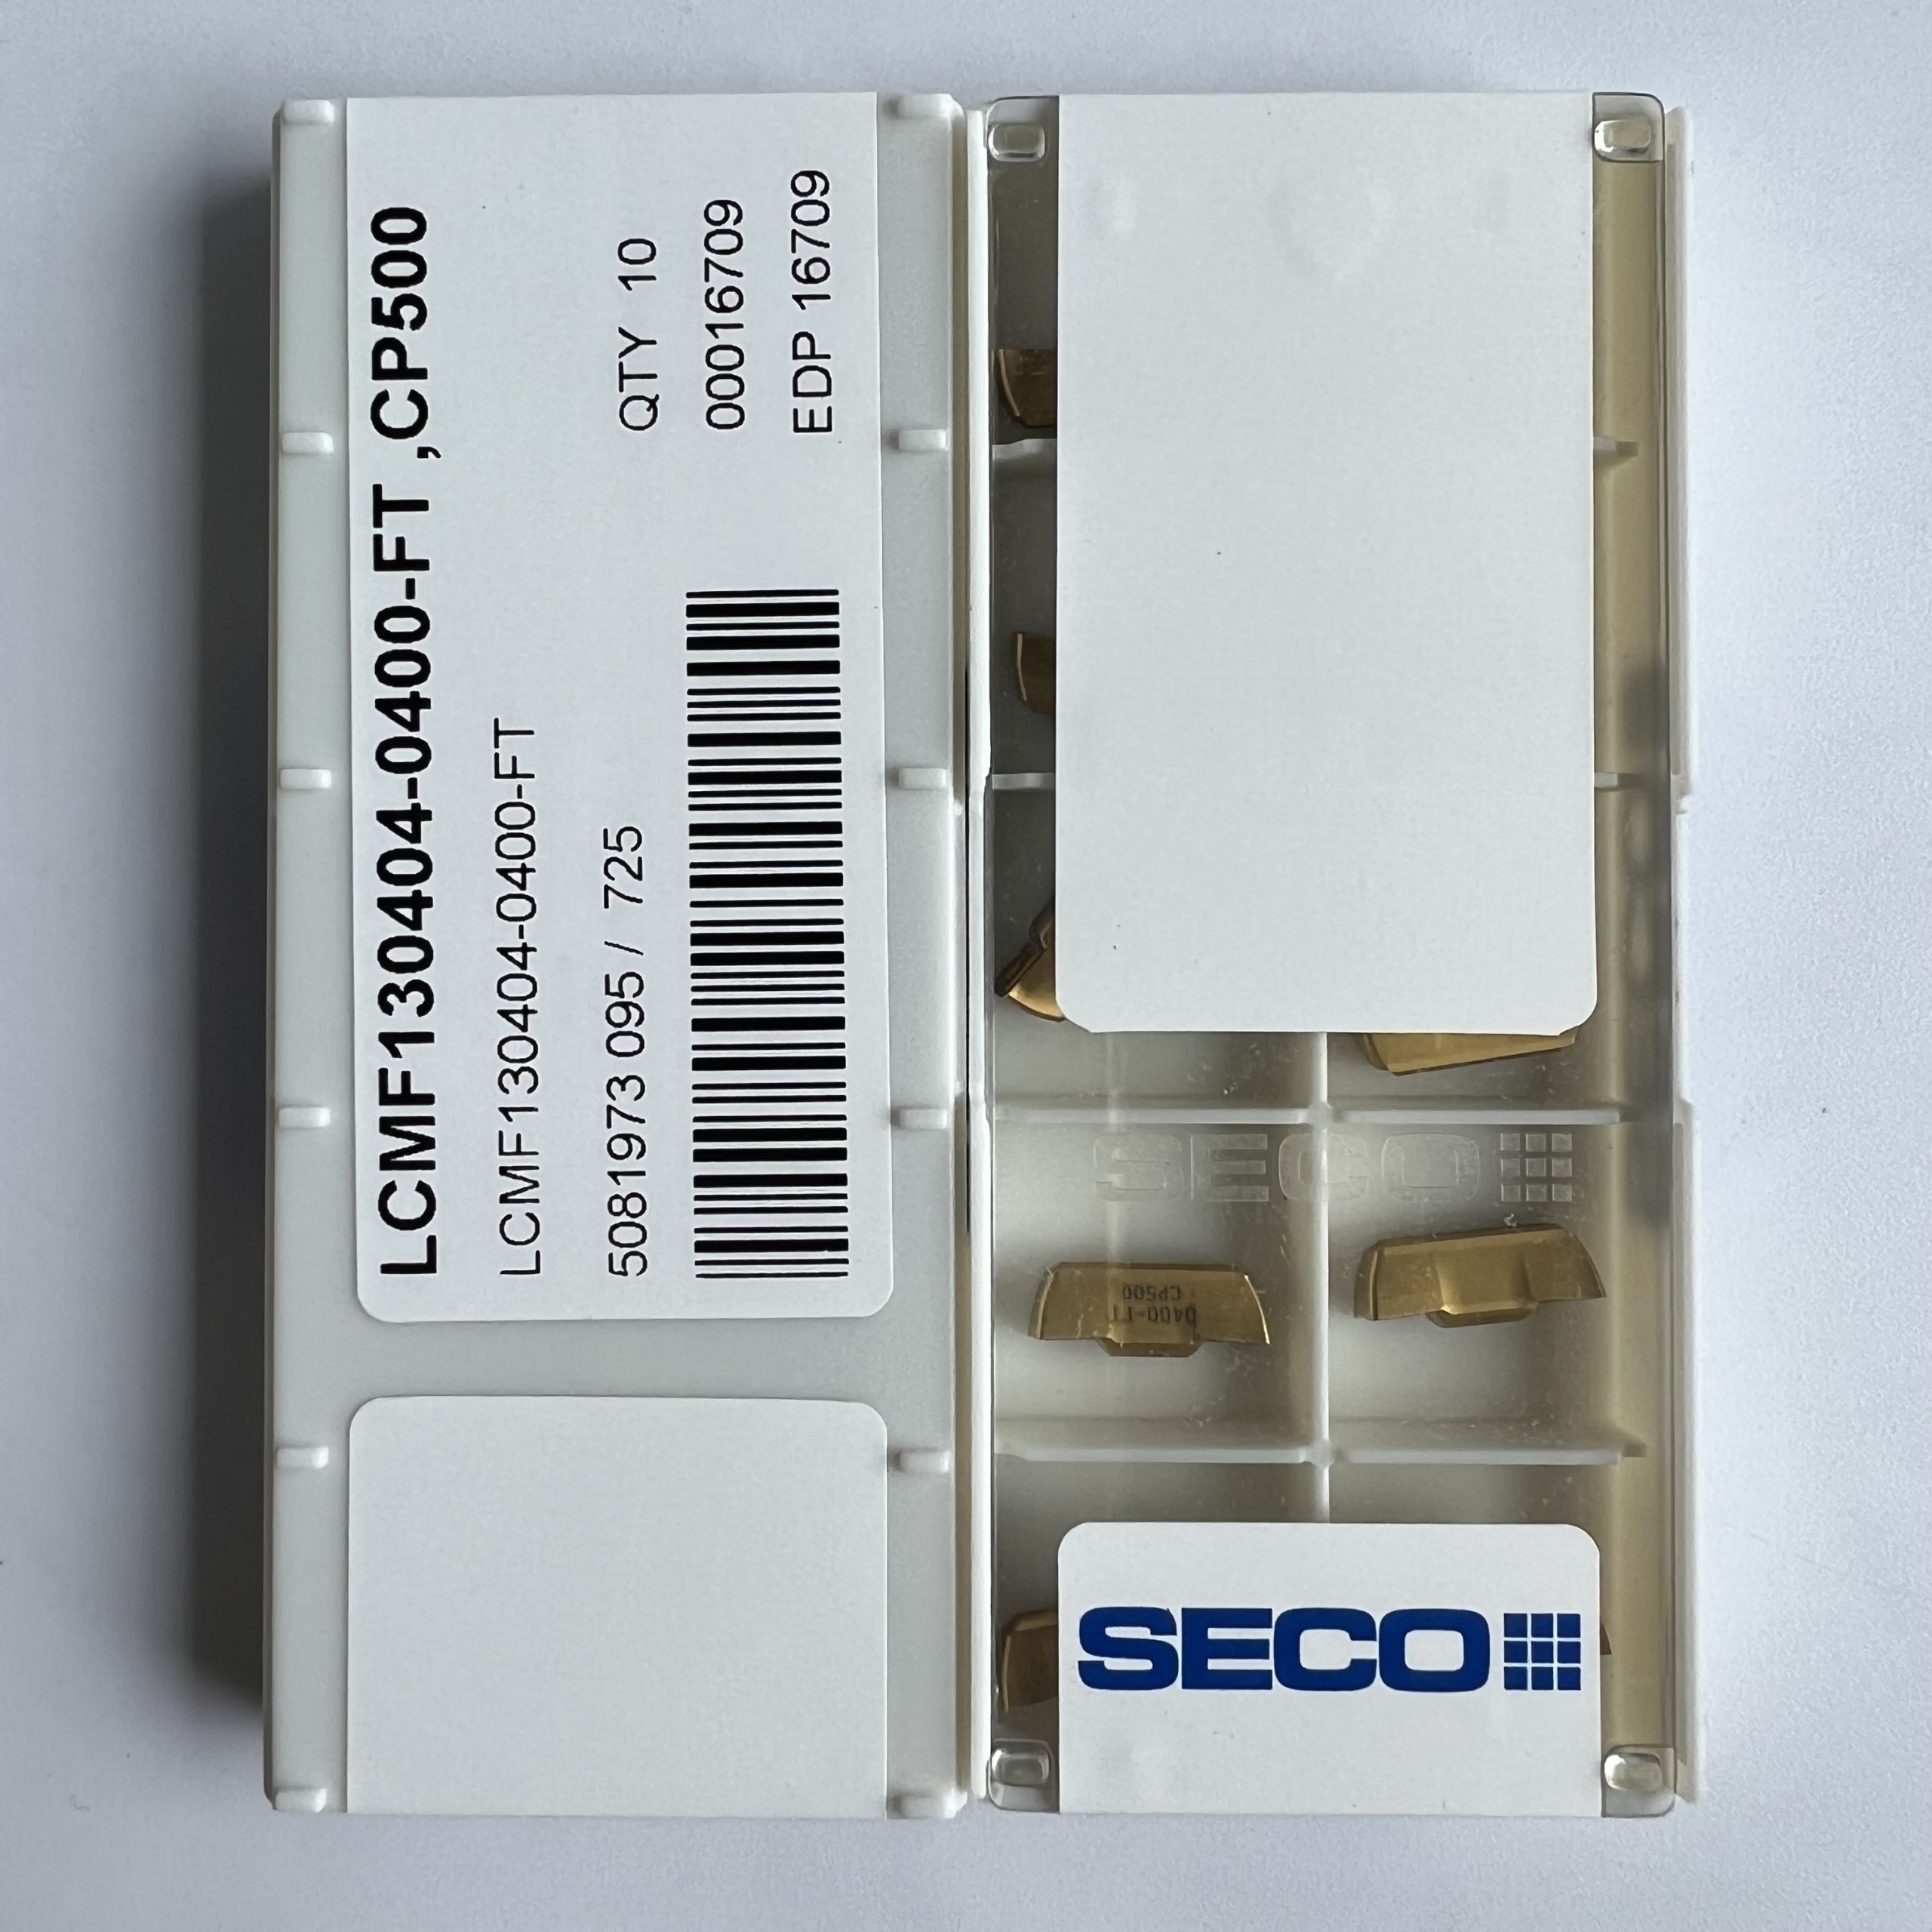 LCMF130404-0400-FT ,CP500
LCMF130404-0400-FT
5081973 095 / 725
QTY 10
00016709
EDP 16709
SECO
0400-FT
CP500
SECO